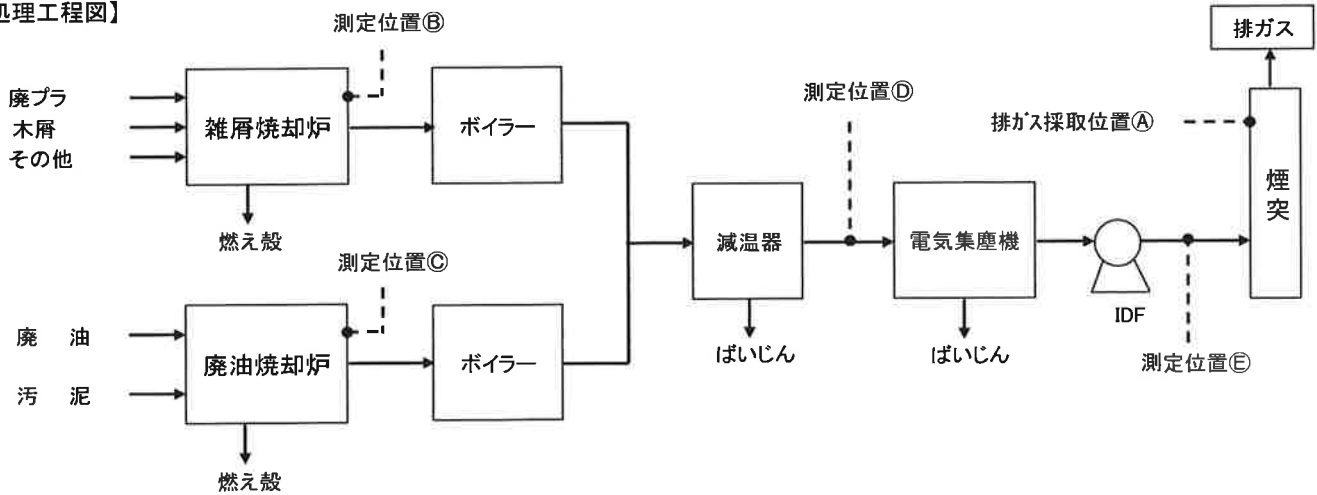 処理工程図】
測定位置Ⓑ
廃プラ
木屑
その他
雑屑焼却炉
ボイラー
燃え殻
測定位置Ⓒ
廃 油
汚 泥
廃油焼却炉
ボイラー
燃え殻
減温器
ばいじん
測定位置Ⓓ
電気集塵機
ばいじん
IDF
測定位置Ⓔ
排ガス採取位置Ⓐ
煙突
排ガス